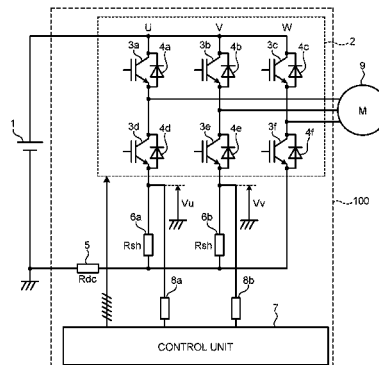 U V W
2
3a 4a 3b 4b 3c 4c
9
M
1
3d 4d 3e 4e 3f 4f
Vu Vv
100
6a 6b
5 Rsh Rsh
Rdc
8a 8b
7
CONTROL UNIT